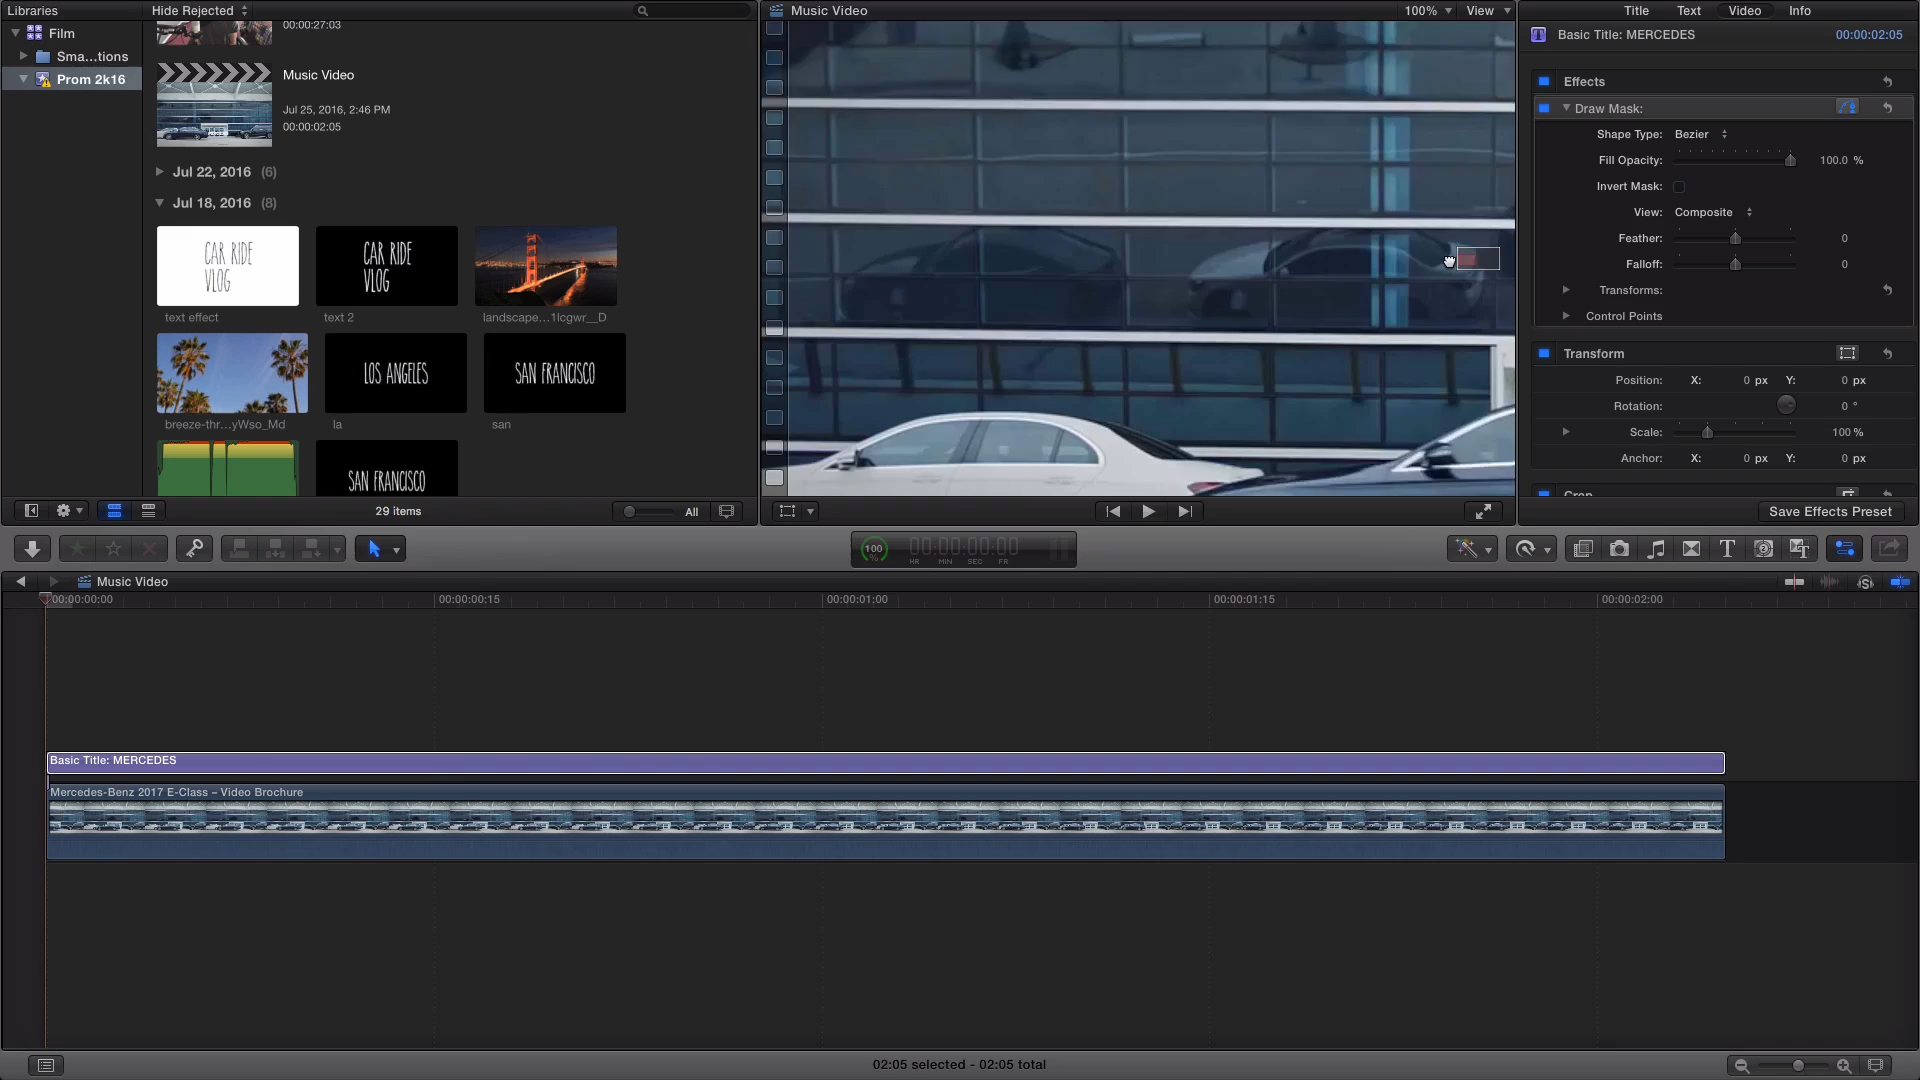 Libraries
Film
Sma...tions
Prom 2k16
Hide Rejected
00:00:27:03
Music Video
Jul 25, 2016, 2:46 PM
00:00:02:05
Jul 22, 2016 (6)
Jul 18, 2016 (8)
CAR RIDE
VLOG
CAR RIDE
VLOG
text effect
text 2
landscape...1lcgwr__D
LOS ANGELES
SAN FRANCISCO
breeze-thr...yWso_Md
la
san
SAN FRANCISCO
29 items
All
Music Video
100%
View
Title
Text
Video
Info
Basic Title: MERCEDES
00:00:02:05
Effects
Draw Mask:
Shape Type: Bezier
Fill Opacity: 100.0 %
Invert Mask:
View: Composite
Feather: 0
Falloff: 0
Transforms:
Control Points
Transform
Position: X: 0 px Y: 0 px
Rotation: 0 °
Scale: 100 %
Anchor: X: 0 px Y: 0 px
Crop
Save Effects Preset
100
%
00:00:00:00
HR MIN SEC FR
Music Video
00:00:00:00
00:00:00:15
00:00:01:00
00:00:01:15
00:00:02:00
Basic Title: MERCEDES
Mercedes-Benz 2017 E-Class – Video Brochure
02:05 selected - 02:05 total